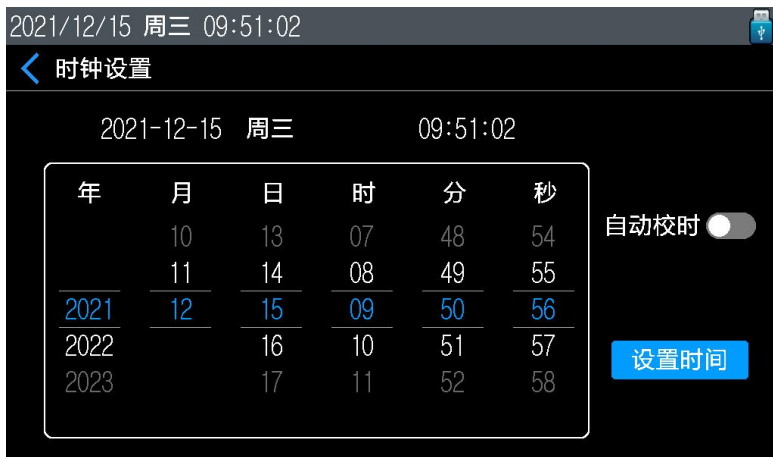 2021/12/15 周三 09:51:02
时钟设置
2021-12-15 周三 09:51:02
年 月 日 时 分 秒
10 13 07 48 54
自动校时
11 14 08 49 55
2021 12 15 09 50 56
2022 16 10 51 57
设置时间
2023 17 11 52 58